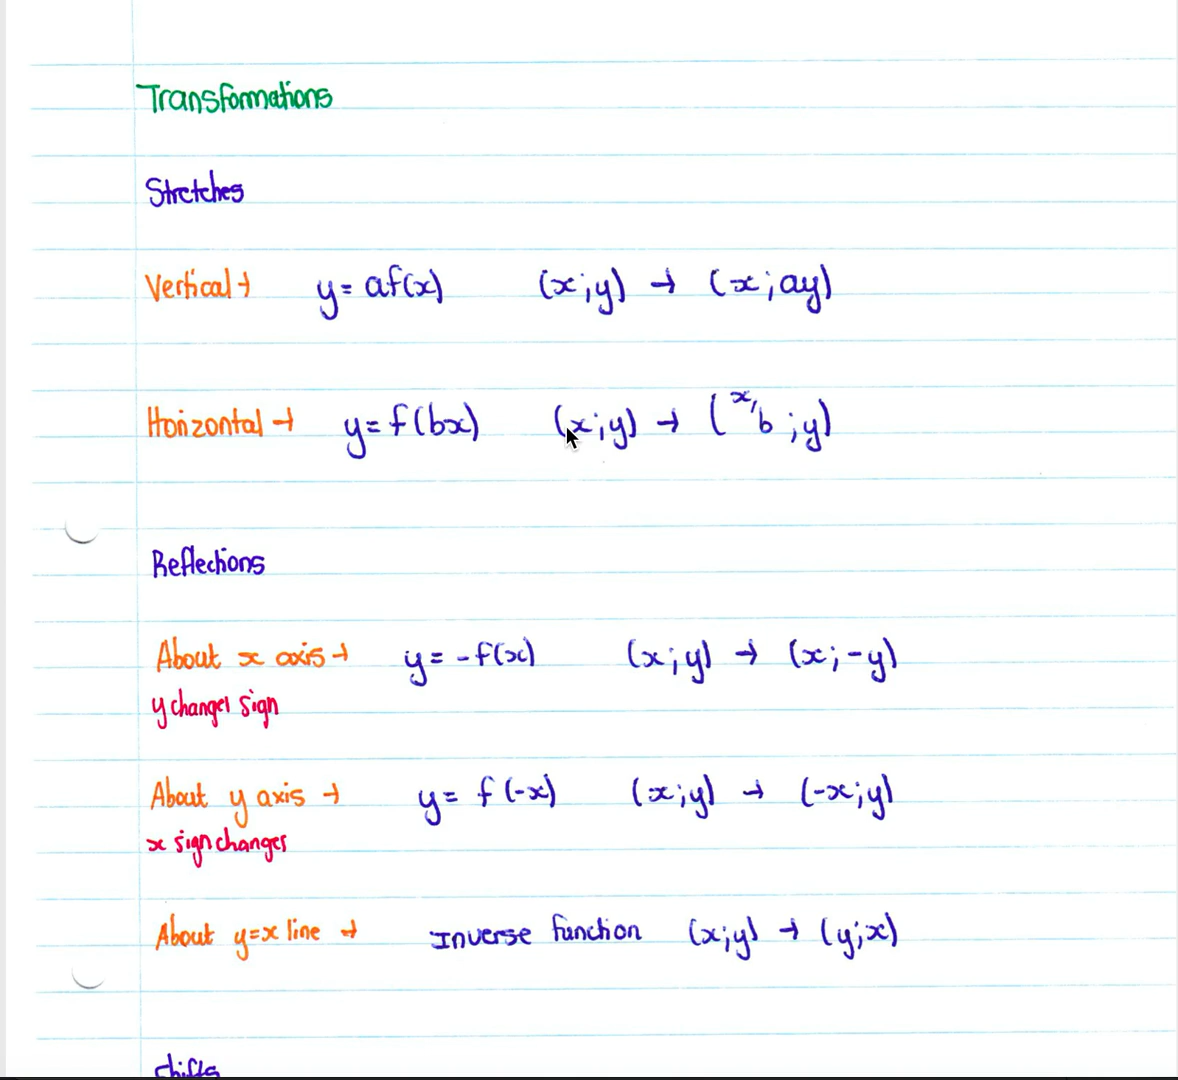 Transformations
Stretches
Vertical → y = af(x) (x;y) → (x;ay)
Horizontal → y = f(bx) (x;y) → (x/b ;y)
Reflections
About x axis → y = -f(x) (x;y) → (x;-y)
y changes sign
About y axis → y = f(-x) (x;y) → (-x;y)
x sign changes
About y=x line → Inverse function (x;y) → (y;x)
Shifts